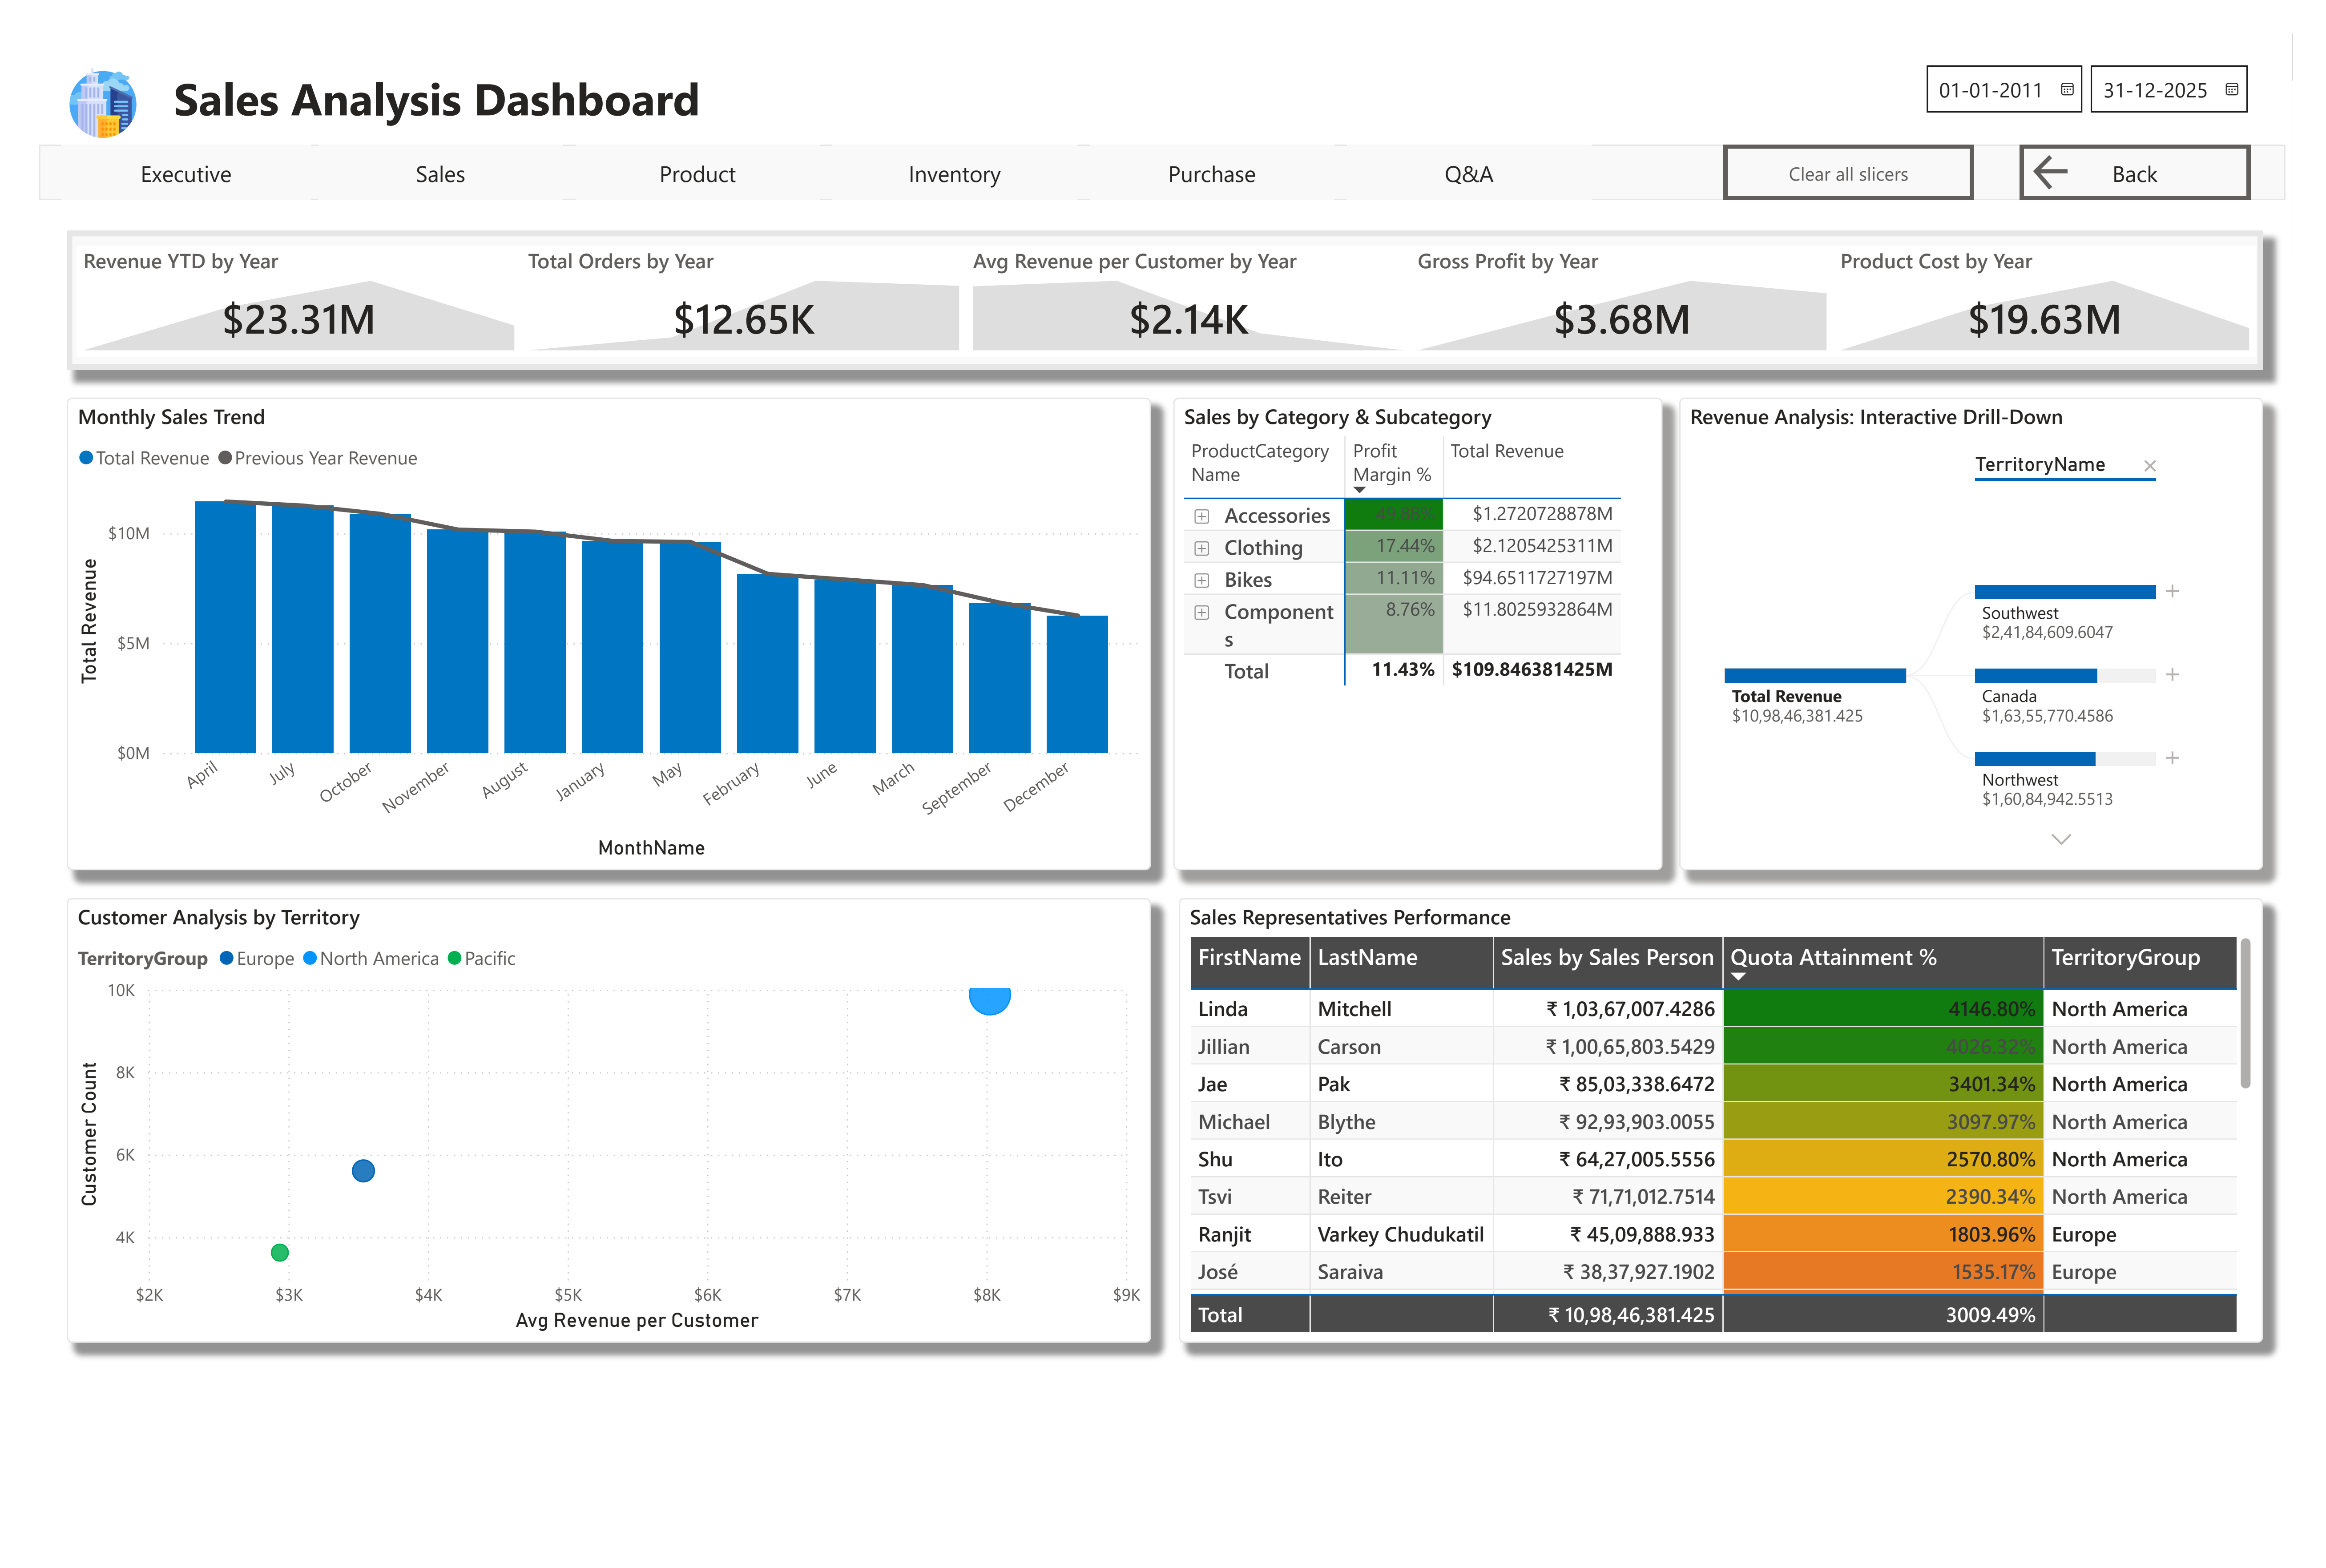 Sales Analysis Dashboard
01-01-2011
31-12-2025
Executive
Sales
Product
Inventory
Purchase
Q&A
Clear all slicers
Back
Revenue YTD by Year
$23.31M
Total Orders by Year
$12.65K
Avg Revenue per Customer by Year
$2.14K
Gross Profit by Year
$3.68M
Product Cost by Year
$19.63M
Monthly Sales Trend
Total Revenue Previous Year Revenue
Total Revenue
$10M
$5M
$0M
April
July
October
November
August
January
May
February
June
March
September
December
MonthName
Sales by Category & Subcategory
ProductCategory
Name
Profit
Margin %
Total Revenue
Accessories 49.88% $1.2720728878M
Clothing 17.44% $2.1205425311M
Bikes 11.11% $94.6511727197M
Component 8.76% $11.8025932864M
s
Total 11.43% $109.846381425M
Revenue Analysis: Interactive Drill-Down
TerritoryName
Total Revenue
$10,98,46,381.425
Southwest
$2,41,84,609.6047
Canada
$1,63,55,770.4586
Northwest
$1,60,84,942.5513
Customer Analysis by Territory
TerritoryGroup Europe North America Pacific
Customer Count
10K
8K
6K
4K
$2K $3K $4K $5K $6K $7K $8K $9K
Avg Revenue per Customer
Sales Representatives Performance
FirstName LastName Sales by Sales Person Quota Attainment % TerritoryGroup
Linda Mitchell ₹ 1,03,67,007.4286 4146.80% North America
Jillian Carson ₹ 1,00,65,803.5429 4026.32% North America
Jae Pak ₹ 85,03,338.6472 3401.34% North America
Michael Blythe ₹ 92,93,903.0055 3097.97% North America
Shu Ito ₹ 64,27,005.5556 2570.80% North America
Tsvi Reiter ₹ 71,71,012.7514 2390.34% North America
Ranjit Varkey Chudukatil ₹ 45,09,888.933 1803.96% Europe
José Saraiva ₹ 38,37,927.1902 1535.17% Europe
Total ₹ 10,98,46,381.425 3009.49%